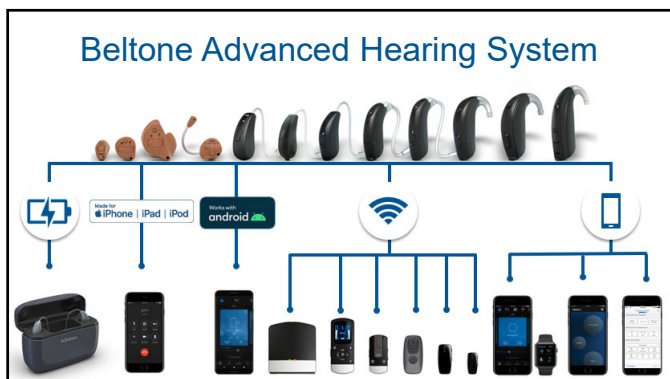 Beltone Advanced Hearing System
Made for
iPhone | iPad | iPod
Works with
android